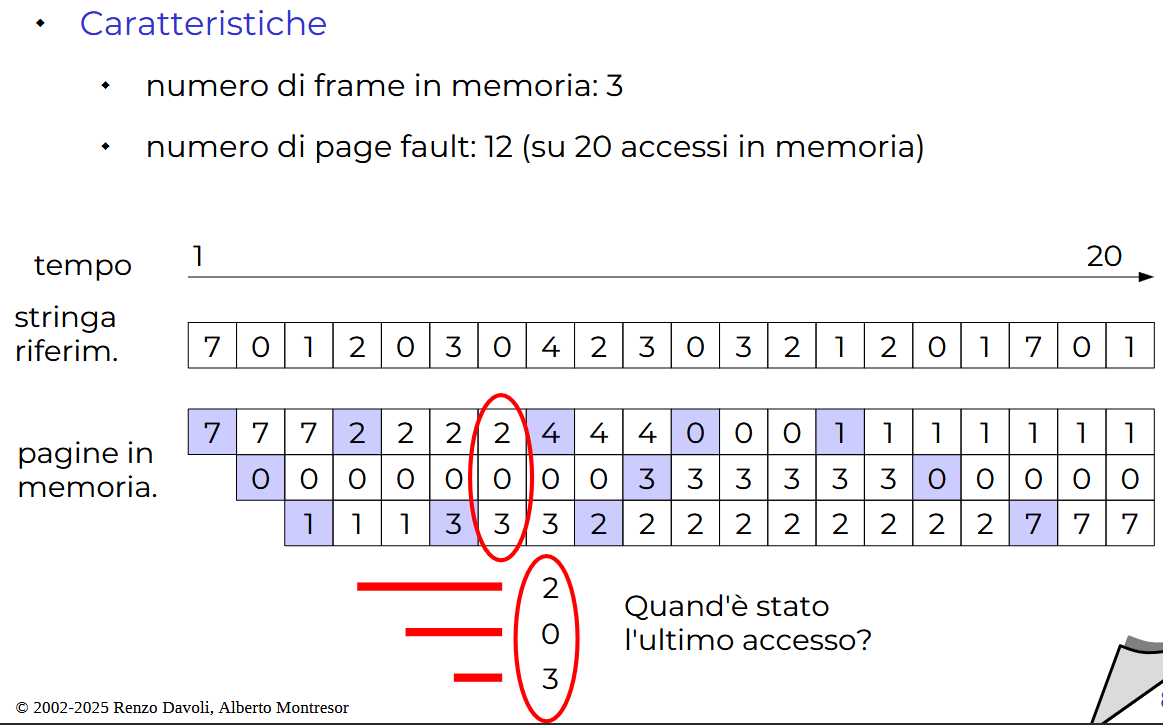 Caratteristiche
numero di frame in memoria: 3
numero di page fault: 12 (su 20 accessi in memoria)
tempo
1 20
stringa
riferim.
7 0 1 2 0 3 0 4 2 3 0 3 2 1 2 0 1 7 0 1
pagine in
memoria.
7 7 7 2 2 2 2 4 4 4 0 0 0 1 1 1 1 1 1 1
0 0 0 0 0 0 0 0 3 3 3 3 3 3 0 0 0 0 0
1 1 1 3 3 3 2 2 2 2 2 2 2 2 2 7 7 7
2
0
3
Quand'è stato
l'ultimo accesso?
© 2002-2025 Renzo Davoli, Alberto Montresor